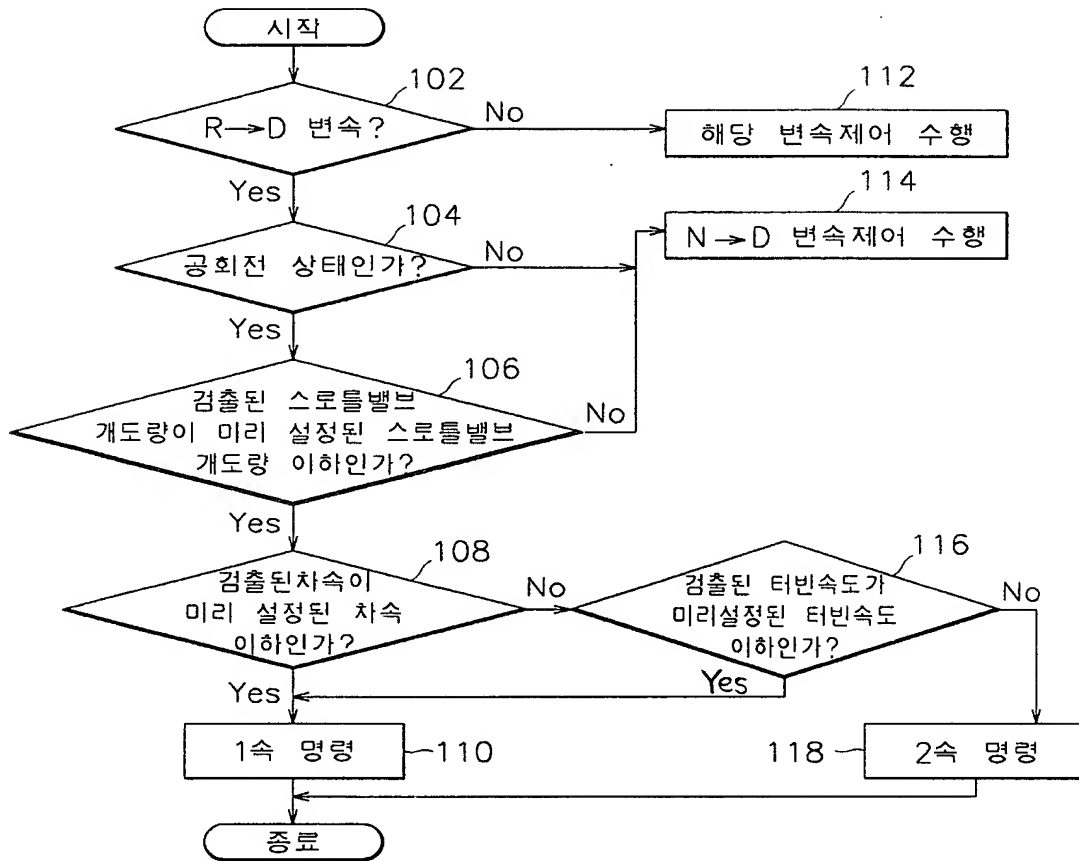 시작
102
R→D 변속?
No
112
해당 변속제어 수행
Yes
104
공회전 상태인가?
No
114
N→D 변속제어 수행
Yes
106
검출된 스로틀밸브
개도량이 미리 설정된 스로틀밸브
개도량 이하인가?
No
Yes
108
검출된차속이
미리 설정된 차속
이하인가?
No
116
검출된 터빈속도가
미리설정된 터빈속도
이하인가?
No
Yes
Yes
1속 명령
110
118
2속 명령
종료